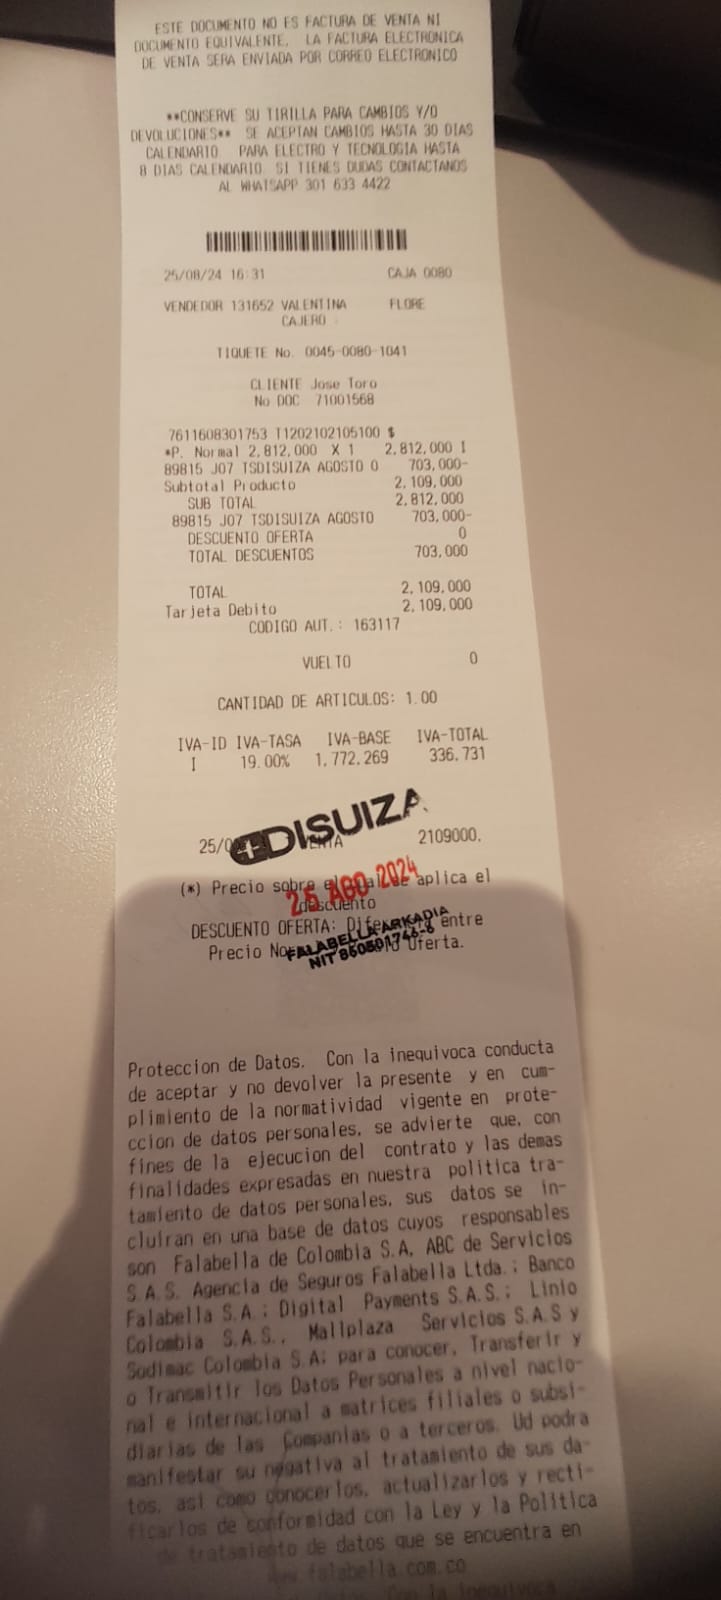 ESTE DOCUMENTO NO ES FACTURA DE VENTA NI
DOCUMENTO EQUIVALENTE. LA FACTURA ELECTRONICA
DE VENTA SERA ENVIADA POR CORREO ELECTRONICO
**CONSERVE SU TIRILLA PARA CAMBIOS Y/O
DEVOLUCIONES** SE ACEPTAN CAMBIOS HASTA 30 DIAS
CALENDARIO PARA ELECTRO Y TECNOLOGIA HASTA
8 DIAS CALENDARIO. SI TIENES DUDAS CONTACTANOS
AL WHATSAPP 301 633 4422
25/08/24 16:31 CAJA 0080
VENDEDOR 131652 VALENTINA FLORE
CAJERO
TIQUETE No. 0045-0080-1041
CLIENTE Jose Toro
No DOC 71001568
7611608301753 T1202102105100 $
*P. Normal 2,812,000 X 1 2,812,000 I
89815 J07 TSDISUIZA AGOSTO 0 703,000-
Subtotal Producto 2,109,000
SUB TOTAL 2,812,000
89815 J07 TSDISUIZA AGOSTO 703,000-
DESCUENTO OFERTA 0
TOTAL DESCUENTOS 703,000
TOTAL 2,109,000
Tarjeta Debito 2,109,000
CODIGO AUT.: 163117
VUELTO 0
CANTIDAD DE ARTICULOS: 1.00
IVA-ID IVA-TASA IVA-BASE IVA-TOTAL
I 19.00% 1,772,269 336,731
DISUIZA
25/0 2109000.
(*) Precio sobre el aplica el
25 AGO 2024
descuento
DESCUENTO OFERTA: entre
FALABELLA ARKADIA
Precio Oferta.
NIT 860501746-6
Proteccion de Datos. Con la inequivoca conducta
de aceptar y no devolver la presente y en cum-
plimiento de la normatividad vigente en prote-
ccion de datos personales, se advierte que, con
fines de la ejecucion del contrato y las demas
finalidades expresadas en nuestra politica tra-
tamiento de datos personales, sus datos se in-
cluiran en una base de datos cuyos responsables
son Falabella de Colombia S.A, ABC de Servicios
S.A.S. Agencia de Seguros Falabella Ltda.; Banco
Falabella S.A.; Digital Payments S.A.S.; Linio
Colombia S.A.S., Mallplaza Servicios S.A.S y
Sodimac Colombia S.A; para conocer, Transferir y
o Transmitir los Datos Personales a nivel nacio-
nal e internacional a matrices filiales o subsi-
diarias de las Companias o a terceros. Ud podra
manifestar su negativa al tratamiento de sus da-
tos, asi como conocerlos, actualizarlos y recti-
ficarlos de conformidad con la Ley y la Politica
de tratamiento de datos que se encuentra en
www.falabella.com.co
Con la inequivoca